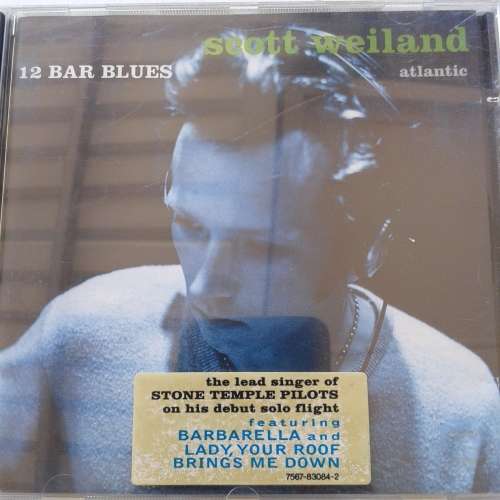 scott weiland
12 BAR BLUES
atlantic
the lead singer of
STONE TEMPLE PILOTS
on his debut solo flight
featuring
BARBARELLA and
LADY, YOUR ROOF
BRINGS ME DOWN
7567-83084-2